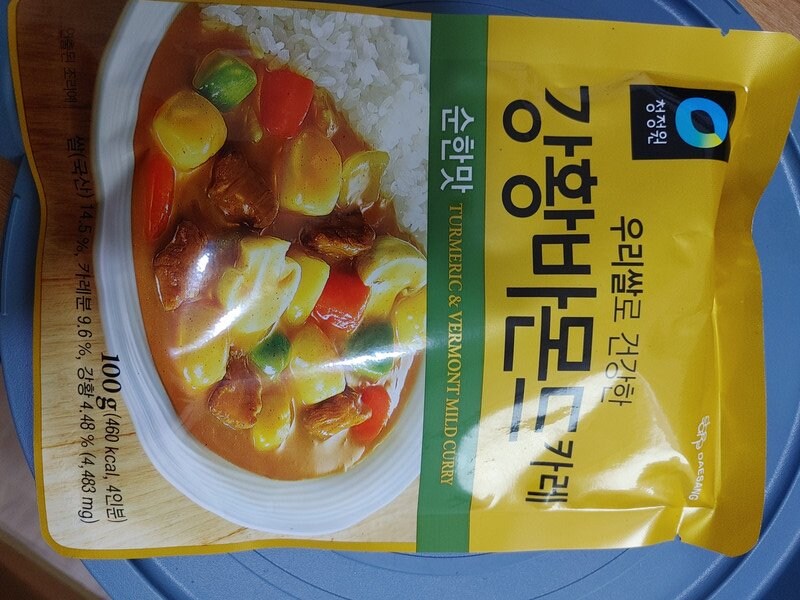 청정원
우리쌀로 건강한
강황바몬드카레
대상 DAESANG
순한맛 TURMERIC & VERMONT MILD CURRY
100g (460 kcal, 4인분)
쌀(국산) 14.5%, 카레분 9.6%, 강황 4.48% (4,483 mg)